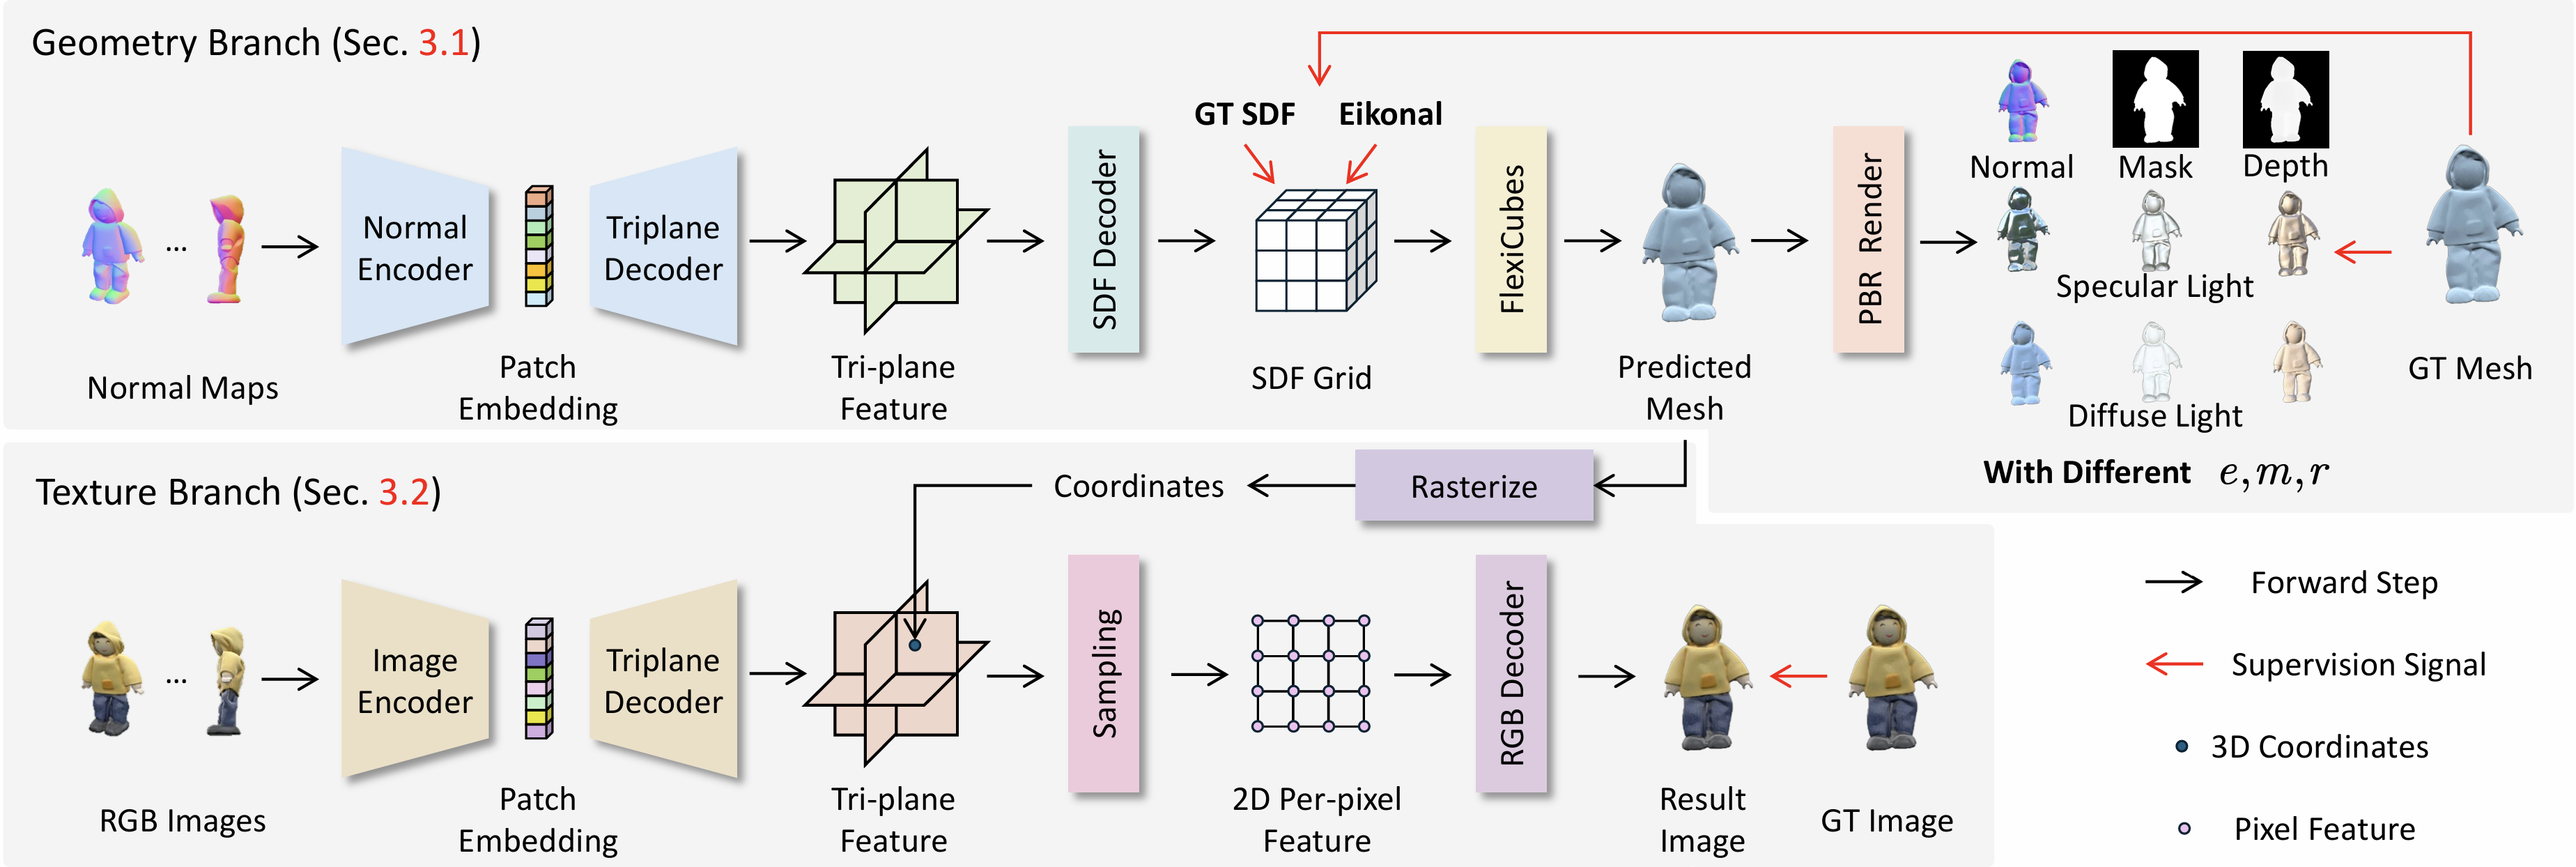 Geometry Branch (Sec. 3.1)
GT SDF
Eikonal
Normal
Encoder
Triplane
Decoder
SDF Decoder
FlexiCubes
PBR Render
Normal
Mask
Depth
Specular Light
Diffuse Light
With Different e,m,r
Normal Maps
Patch
Embedding
Tri-plane
Feature
SDF Grid
Predicted
Mesh
GT Mesh
Texture Branch (Sec. 3.2)
Coordinates
Rasterize
...
...
Image
Encoder
Triplane
Decoder
Sampling
RGB Decoder
RGB Images
Patch
Embedding
Tri-plane
Feature
2D Per-pixel
Feature
Result
Image
GT Image
Forward Step
Supervision Signal
3D Coordinates
Pixel Feature